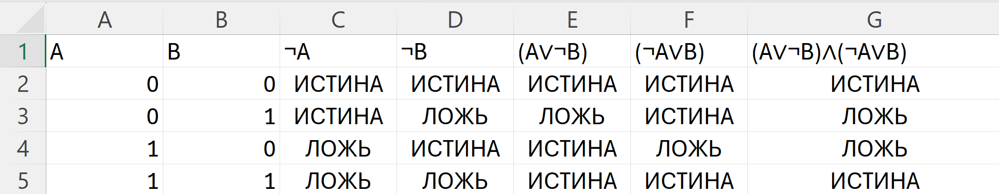 A B C D E F G
1 A B ¬A ¬B (A∨¬B) (¬A∨B) (A∨¬B)∧(¬A∨B)
2 0 0 ИСТИНА ИСТИНА ИСТИНА ИСТИНА ИСТИНА
3 0 1 ИСТИНА ЛОЖЬ ЛОЖЬ ИСТИНА ЛОЖЬ
4 1 0 ЛОЖЬ ИСТИНА ИСТИНА ЛОЖЬ ЛОЖЬ
5 1 1 ЛОЖЬ ЛОЖЬ ИСТИНА ИСТИНА ИСТИНА